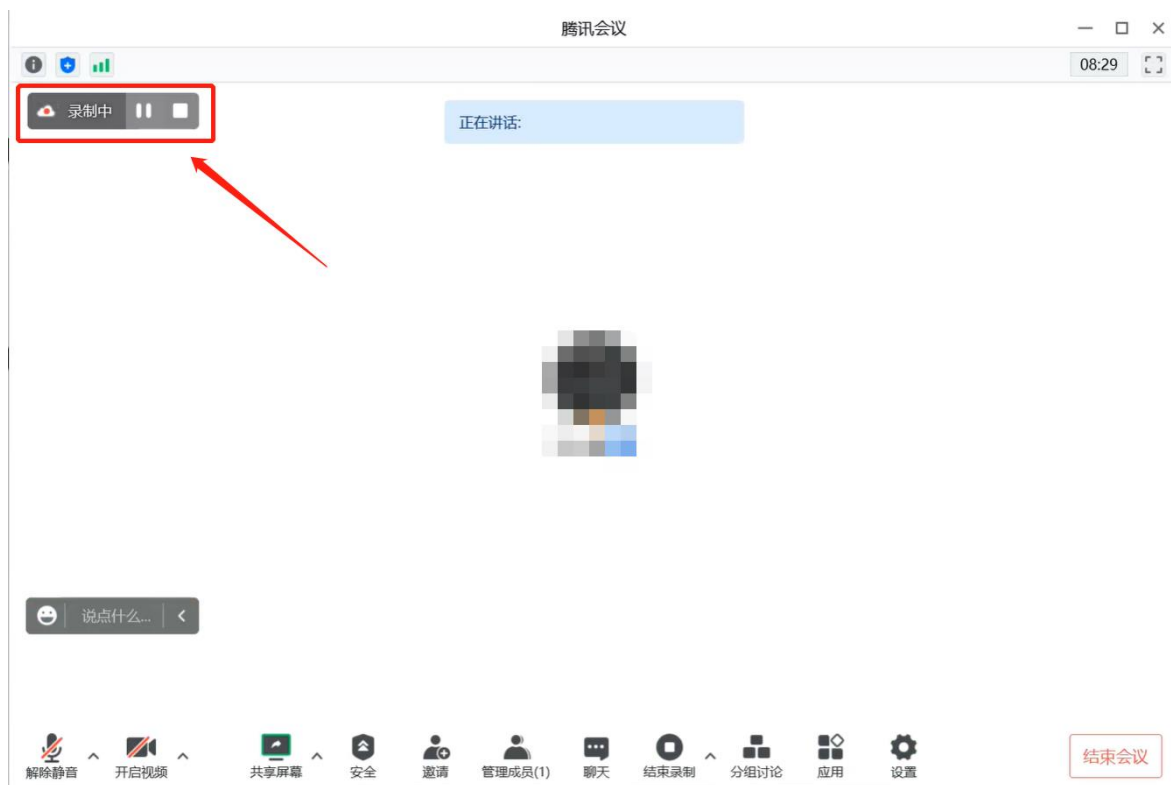 腾讯会议
08:29
录制中
正在讲话:
说点什么...
解除静音
开启视频
共享屏幕
安全
邀请
管理成员(1)
聊天
结束录制
分组讨论
应用
设置
结束会议